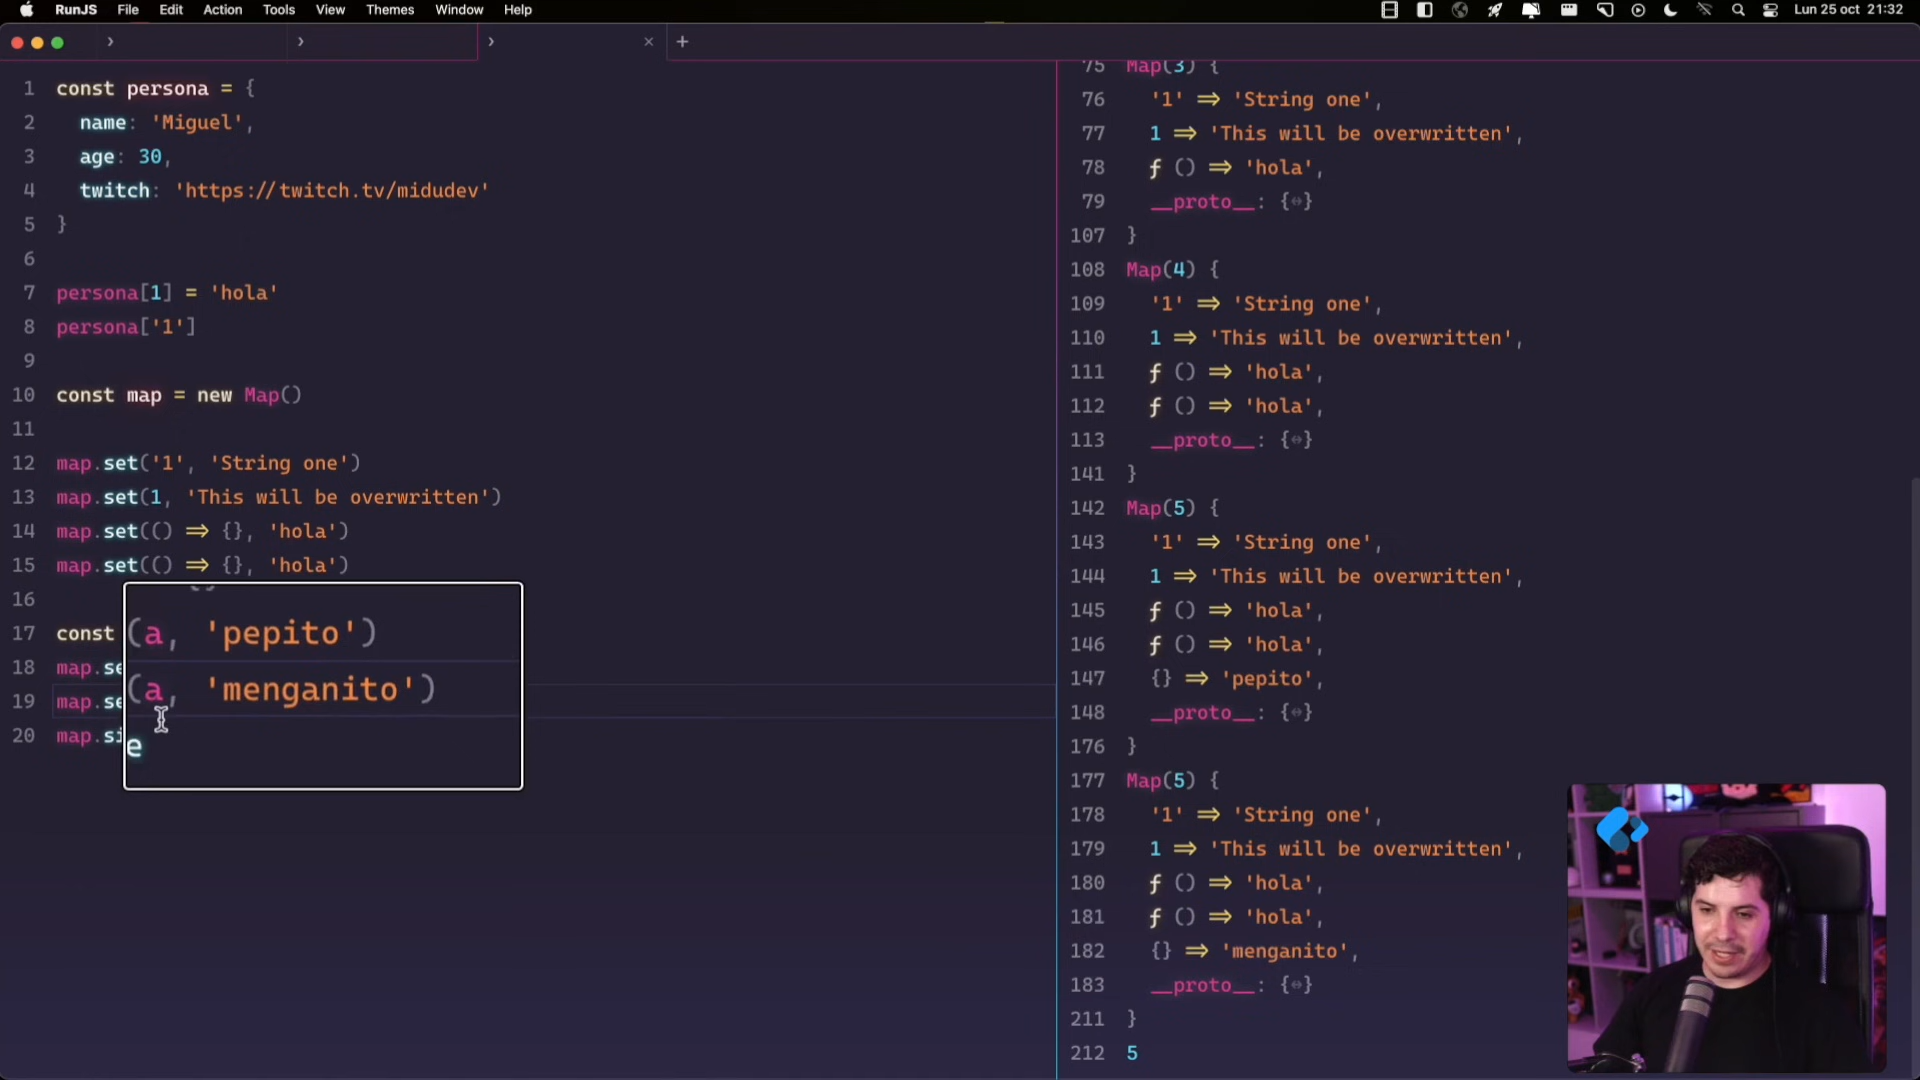 RunJS File Edit Action Tools View Themes Window Help Lun 25 oct 21:32
1 const persona = {
2 name: 'Miguel',
3 age: 30,
4 twitch: 'https://twitch.tv/midudev'
5 }
6
7 persona[1] = 'hola'
8 persona['1']
9
10 const map = new Map()
11
12 map.set('1', 'String one')
13 map.set(1, 'This will be overwritten')
14 map.set(() => {}, 'hola')
15 map.set(() => {}, 'hola')
16
17 const
18 map.se
19 map.se
20 map.si
(a, 'pepito')
(a, 'menganito')
e
75 Map(3) {
76 '1' => 'String one',
77 1 => 'This will be overwritten',
78 ƒ () => 'hola',
79 __proto__: {↔}
107 }
108 Map(4) {
109 '1' => 'String one',
110 1 => 'This will be overwritten',
111 ƒ () => 'hola',
112 ƒ () => 'hola',
113 __proto__: {↔}
141 }
142 Map(5) {
143 '1' => 'String one',
144 1 => 'This will be overwritten',
145 ƒ () => 'hola',
146 ƒ () => 'hola',
147 {} => 'pepito',
148 __proto__: {↔}
176 }
177 Map(5) {
178 '1' => 'String one',
179 1 => 'This will be overwritten',
180 ƒ () => 'hola',
181 ƒ () => 'hola',
182 {} => 'menganito',
183 __proto__: {↔}
211 }
212 5